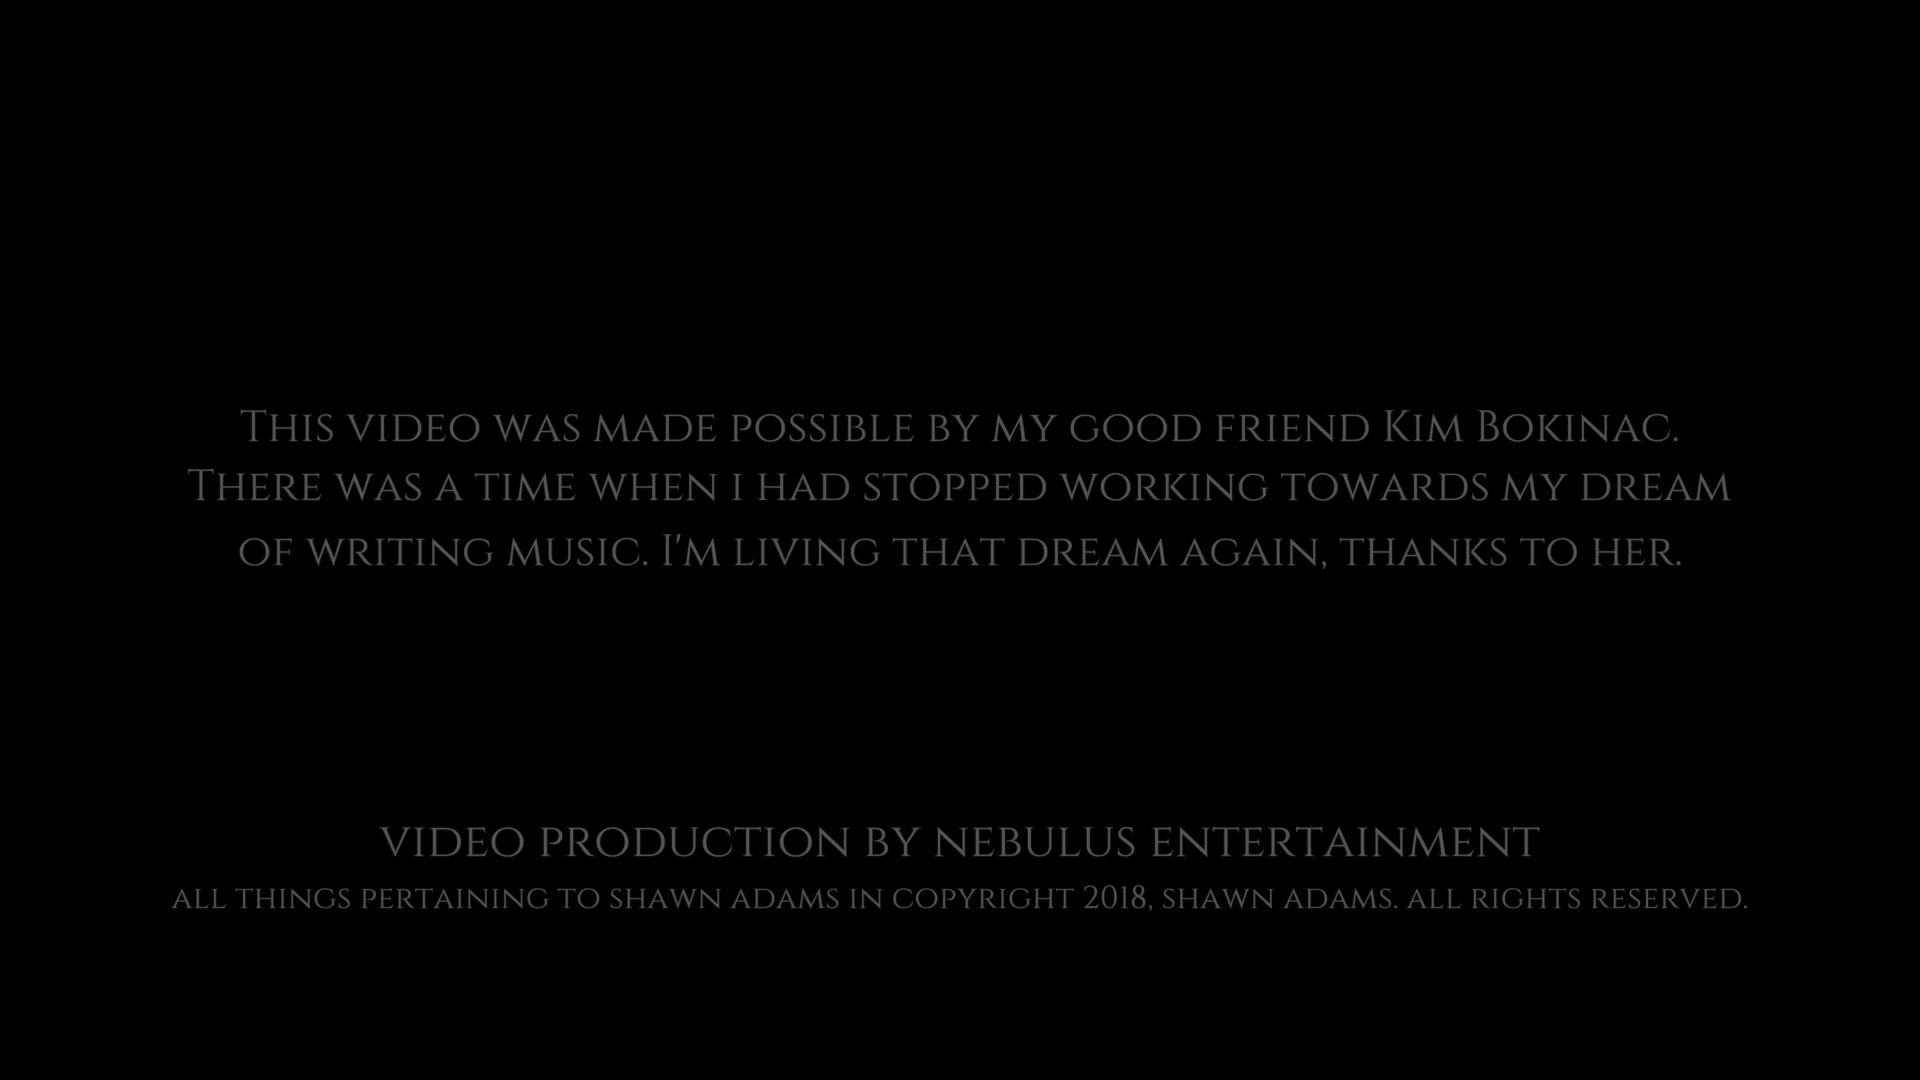 This video was made possible by my good friend Kim Bokinac.
There was a time when i had stopped working towards my dream
of writing music. I'm living that dream again, thanks to her.
video production by nebulus entertainment
all things pertaining to shawn adams in copyright 2018, shawn adams. all rights reserved.